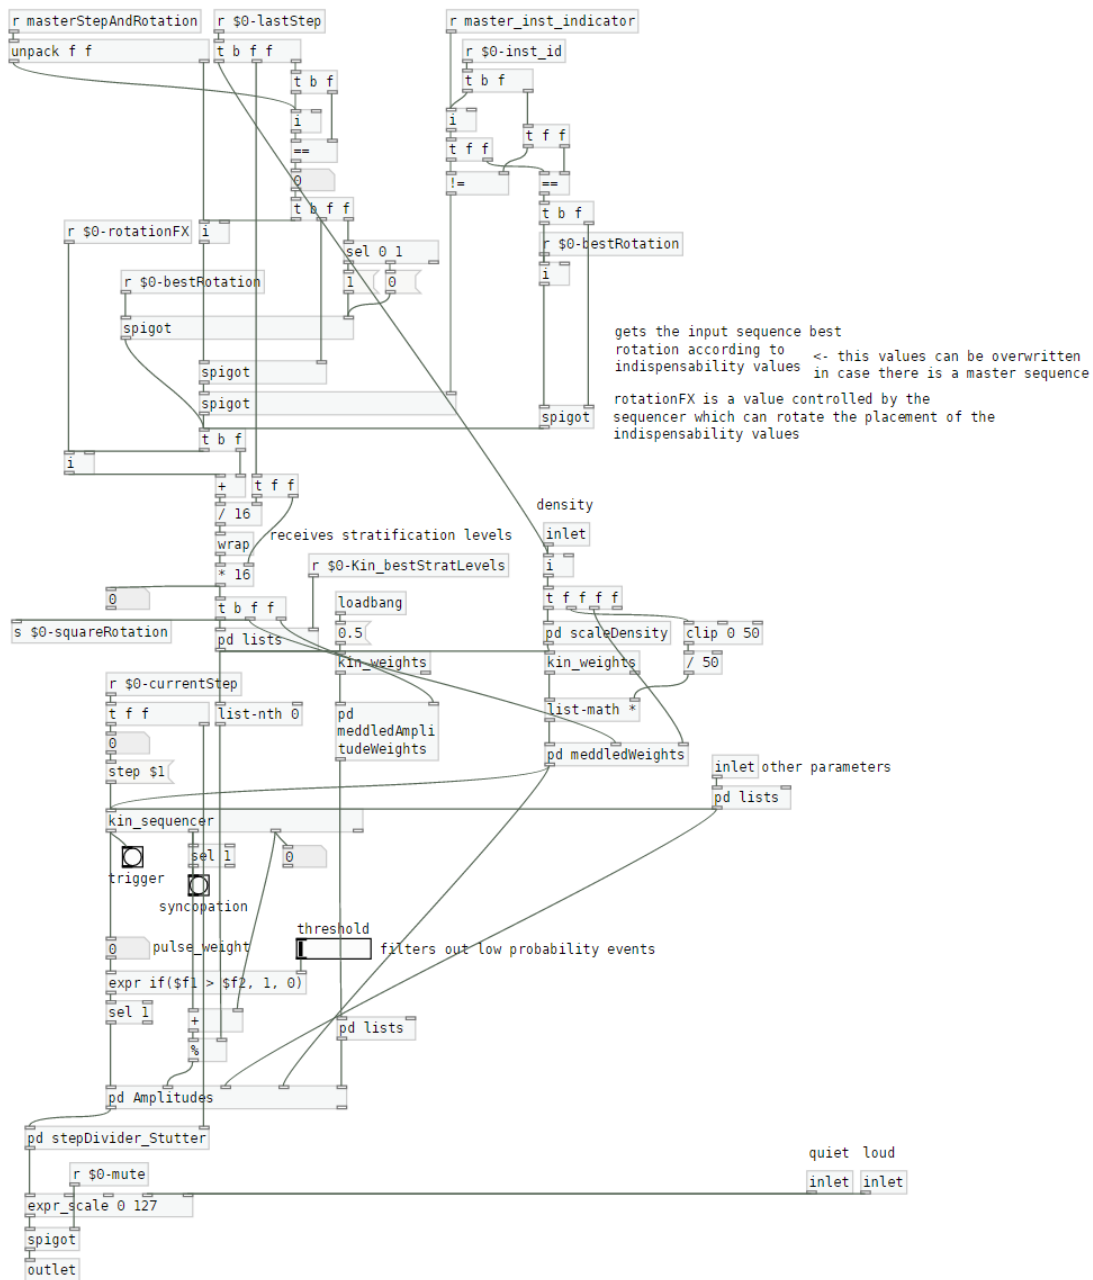 r masterStepAndRotation
r $0-lastStep
r master_inst_indicator
unpack f f
t b f f
r $0-inst_id
t b f
t b f
i
i
t f f
==
t f f
0
!=
==
t b f f
t b f
r $0-rotationFX
i
sel 0 1
r $0-bestRotation
r $0-bestRotation
1
0
i
spigot
gets the input sequence best
rotation according to
indispensability values
<- this values can be overwritten
in case there is a master sequence
spigot
spigot
rotationFX is a value controlled by the
sequencer which can rotate the placement of the
indispensability values
spigot
t b f
i
+
t f f
density
/ 16
receives stratification levels
inlet
wrap
r $0-Kin_bestStratLevels
i
* 16
0
t b f f
loadbang
t f f f f
s $0-squareRotation
pd lists
0.5
pd scaleDensity
clip 0 50
kin_weights
kin_weights
/ 50
r $0-currentStep
t f f
list-nth 0
pd
meddledAmpli
tudeWeights
list-math *
0
pd meddledWeights
step $1
inlet
other parameters
pd lists
kin_sequencer
sel 1
0
trigger
syncopation
threshold
0
pulse_weight
filters out low probability events
expr if($f1 > $f2, 1, 0)
sel 1
+
pd lists
%
pd Amplitudes
pd stepDivider_Stutter
quiet
loud
r $0-mute
inlet
inlet
expr_scale 0 127
spigot
outlet